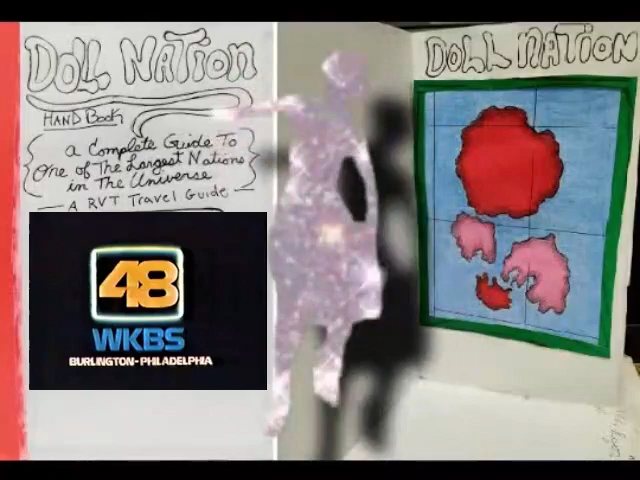 DOLL NATION
HAND Book
a Complete Guide To
One of The Largest Nations
in The Universe
A RVT Travel Guide
48
WKBS
BURLINGTON-PHILADELPHIA
DOLL NATION